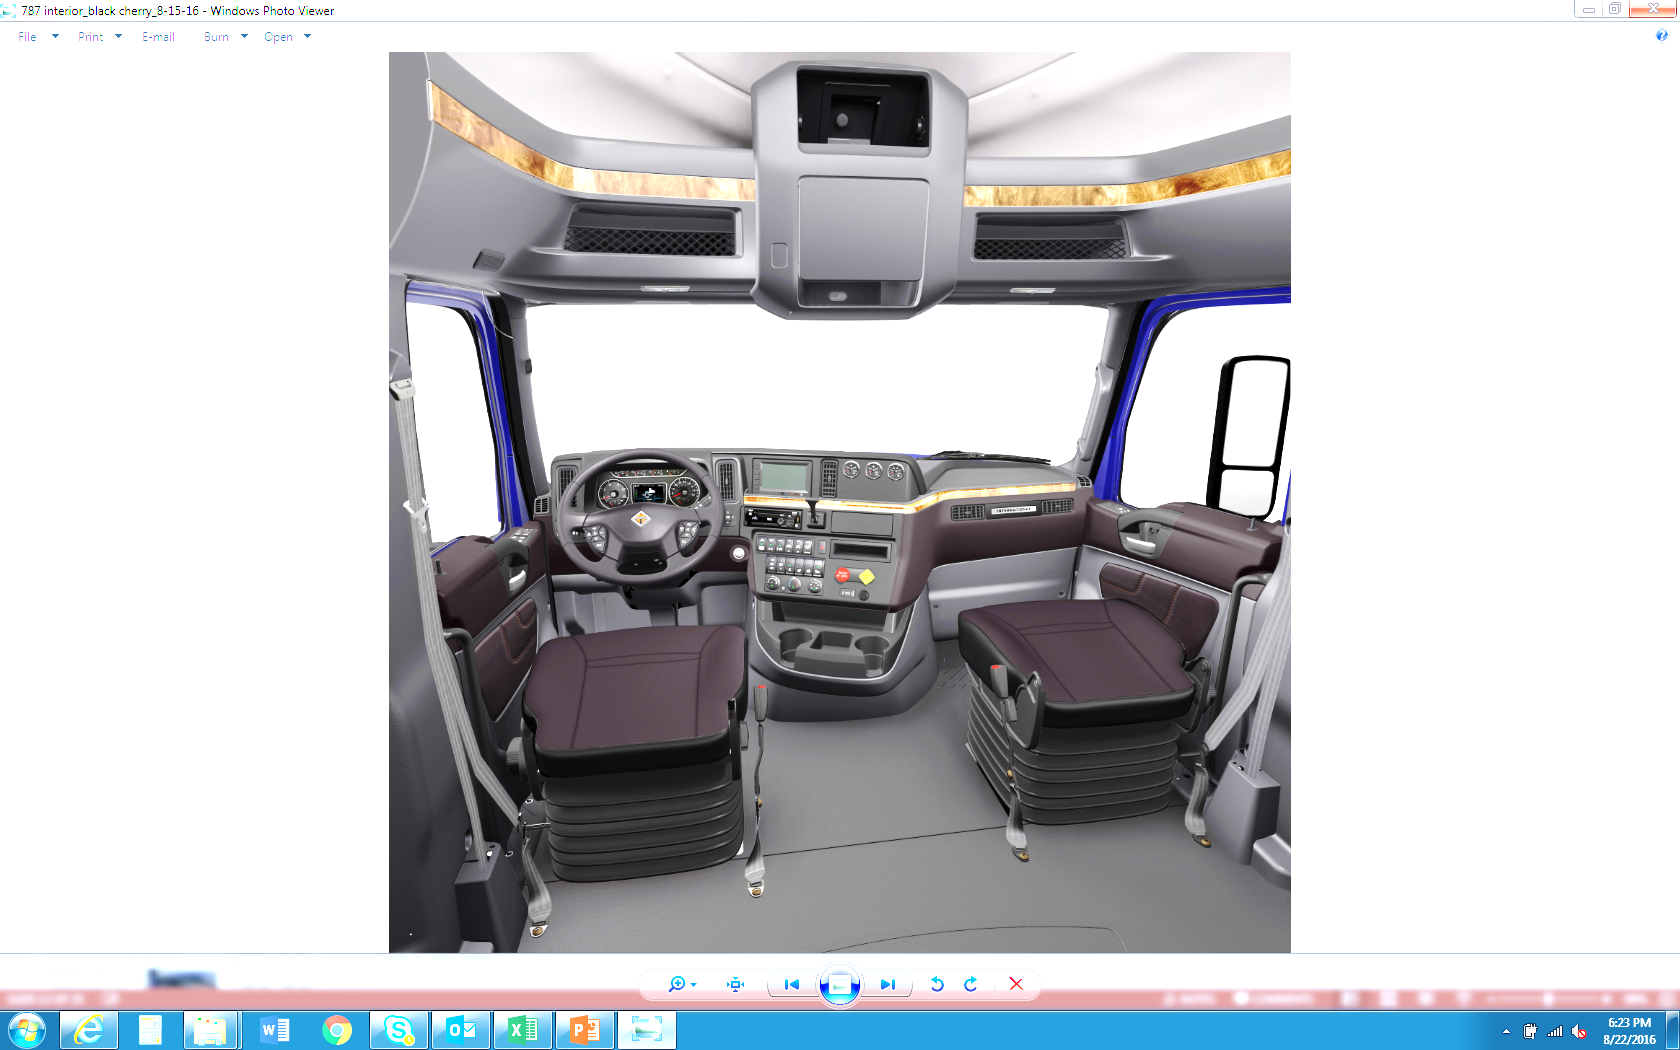 787 interior_black cherry_8-15-16 - Windows Photo Viewer
File Print E-mail Burn Open
INTERNATIONAL
6:23 PM
8/22/2016